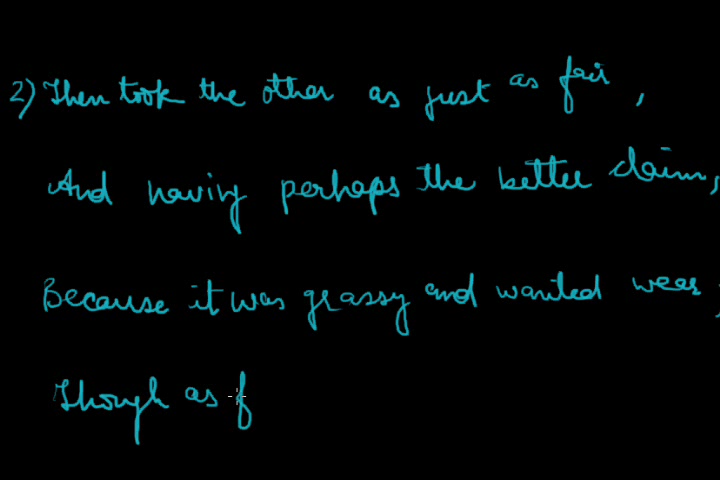 2) Then took the other as just as fair,
And having perhaps the better claim,
Because it was grassy and wanted wear;
Though as f